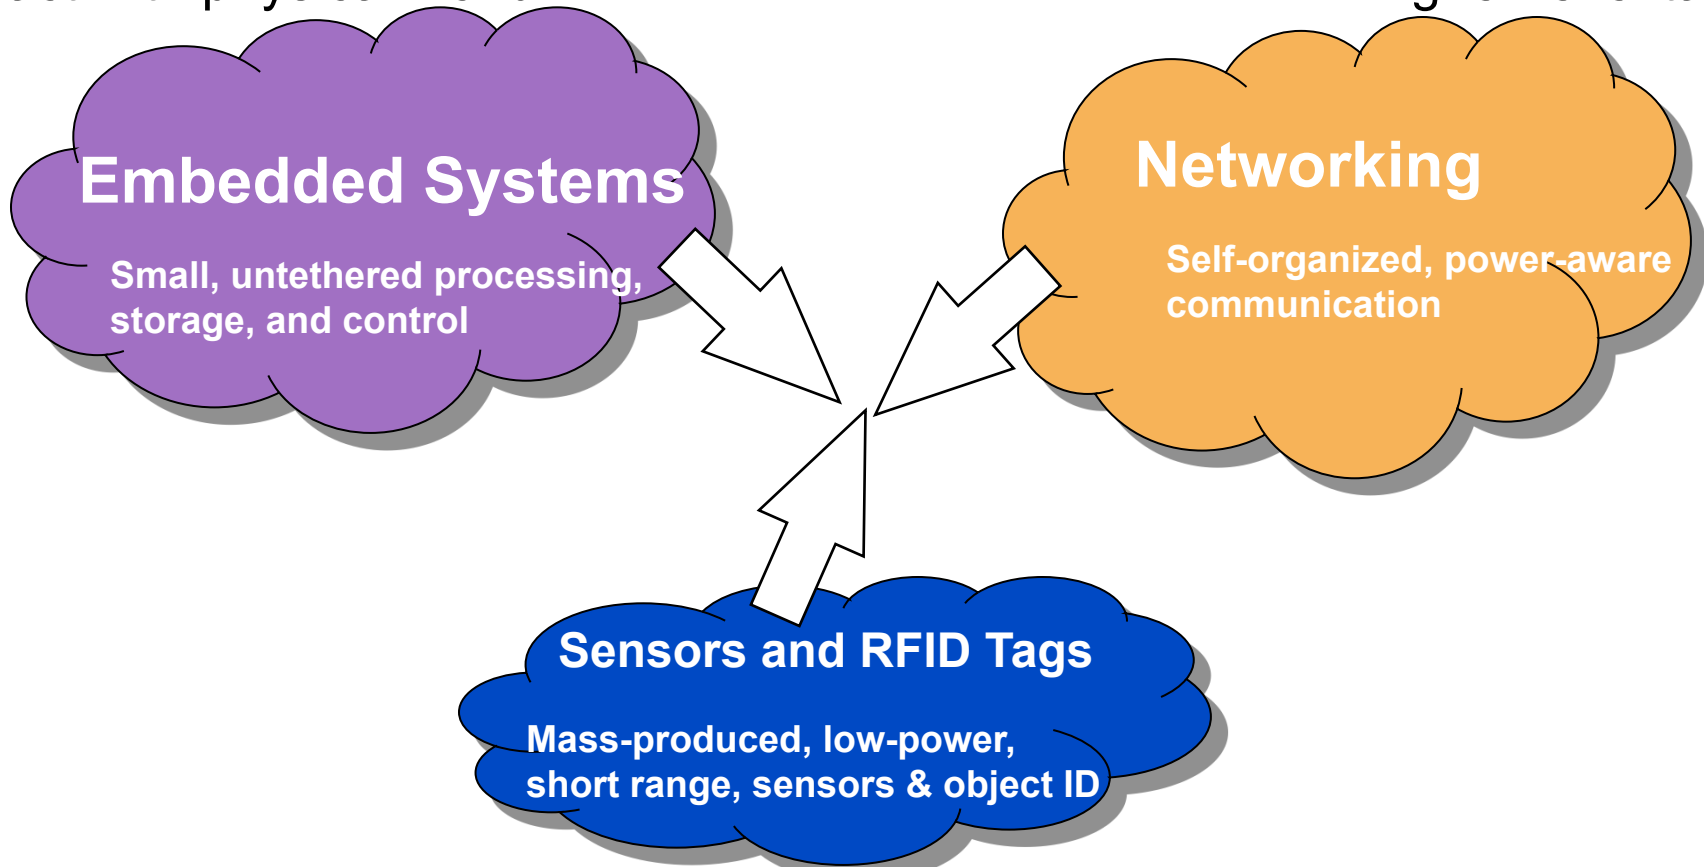 Embedded Systems
Small, untethered processing,
storage, and control
Networking
Self-organized, power-aware
communication
Sensors and RFID Tags
Mass-produced, low-power,
short range, sensors & object ID